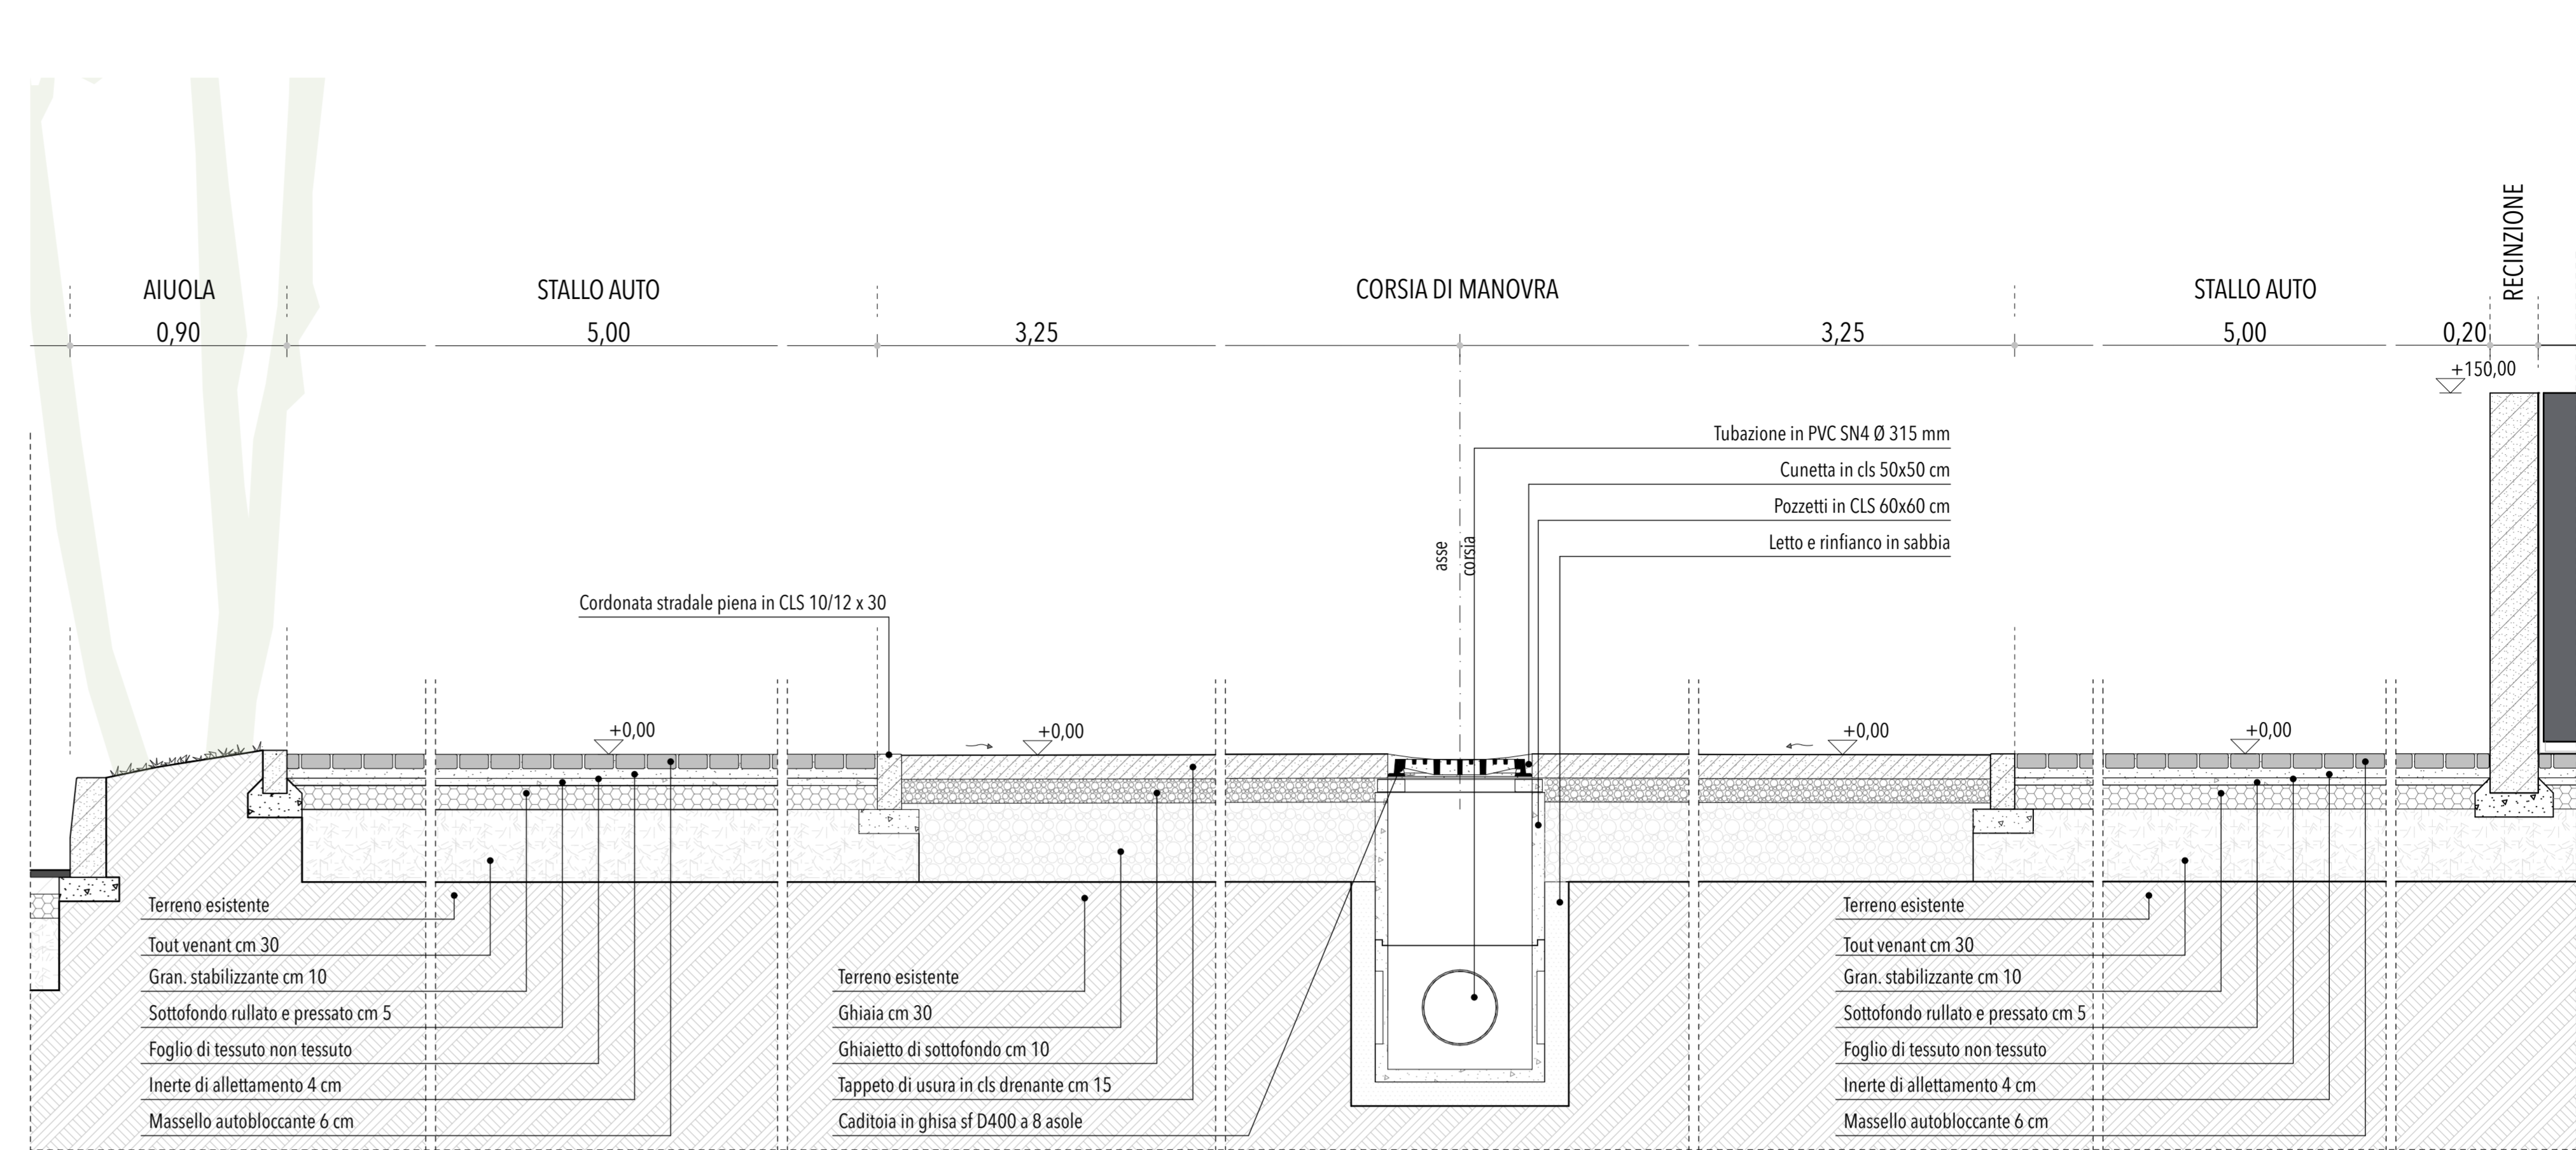 RECINZIONE
AIUOLA
STALLO AUTO
CORSIA DI MANOVRA
STALLO AUTO
0,90
5,00
3,25
3,25
5,00
0,20
+150,00
Tubazione in PVC SN4 Ø 315 mm
Cunetta in cls 50x50 cm
Pozzetti in CLS 60x60 cm
Letto e rinfianco in sabbia
asse
corsia
Cordonata stradale piena in CLS 10/12 x 30
+0,00
+0,00
+0,00
+0,00
Terreno esistente
Tout venant cm 30
Gran. stabilizzante cm 10
Sottofondo rullato e pressato cm 5
Foglio di tessuto non tessuto
Inerte di allettamento 4 cm
Massello autobloccante 6 cm
Terreno esistente
Ghiaia cm 30
Ghiaietto di sottofondo cm 10
Tappeto di usura in cls drenante cm 15
Caditoia in ghisa sf D400 a 8 asole
Terreno esistente
Tout venant cm 30
Gran. stabilizzante cm 10
Sottofondo rullato e pressato cm 5
Foglio di tessuto non tessuto
Inerte di allettamento 4 cm
Massello autobloccante 6 cm